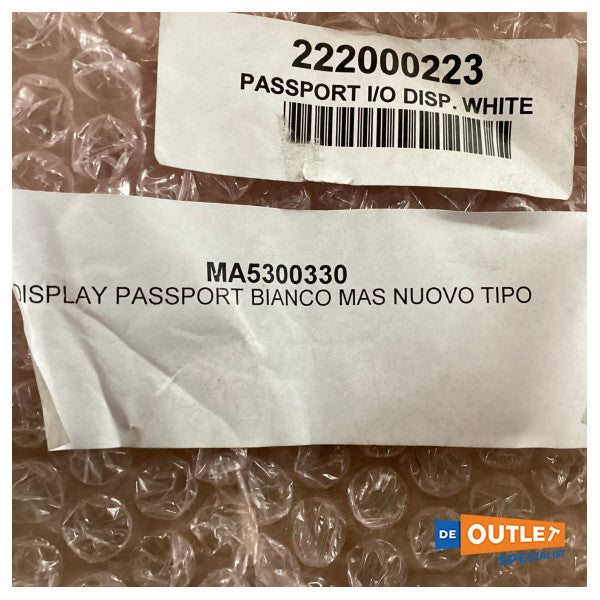 222000223
PASSPORT I/O DISP. WHITE
MA5300330
DISPLAY PASSPORT BIANCO MAS NUOVO TIPO
DE OUTLET
SPECIALIST